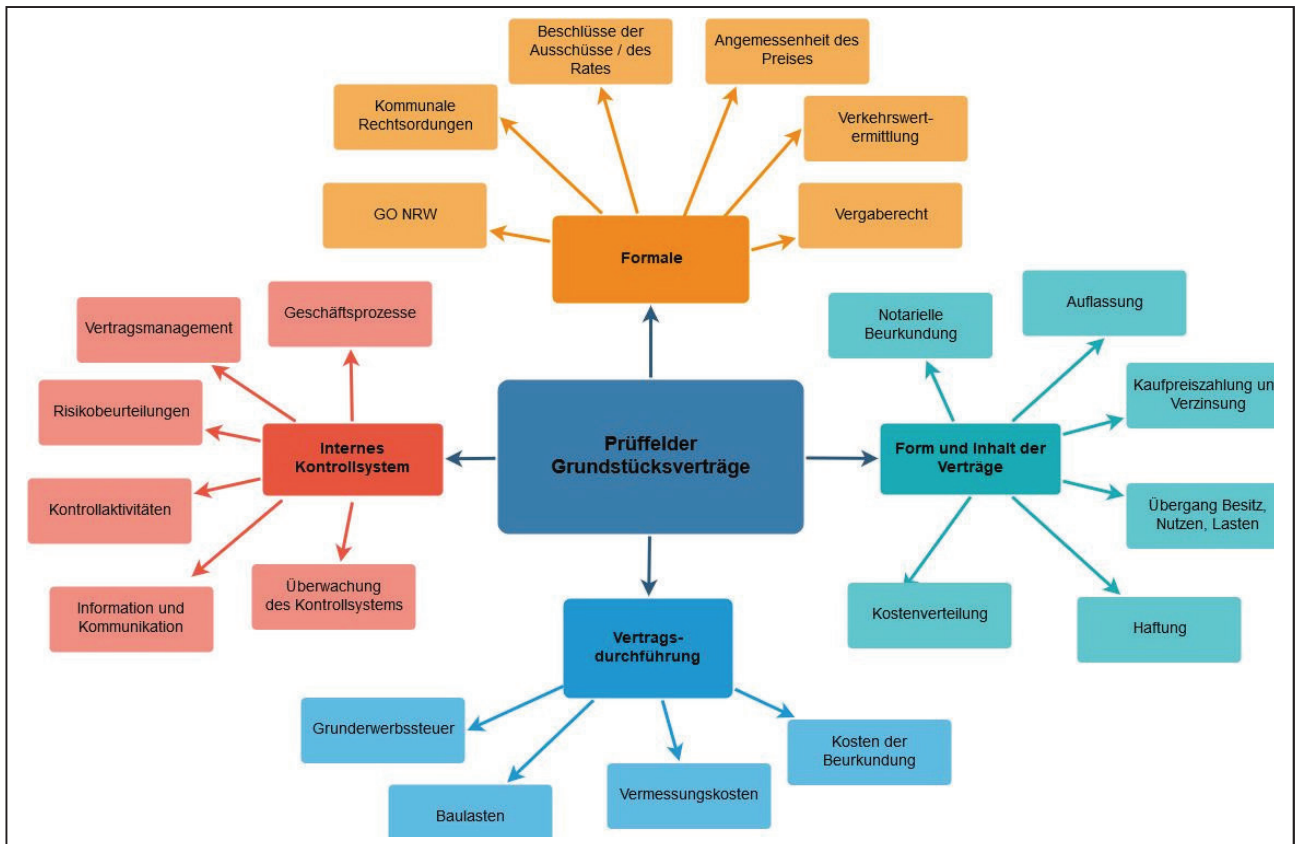 Beschlüsse der
Ausschüsse / des
Rates
Angemessenheit des
Preises
Kommunale
Rechtsordungen
Verkehrswert-
ermittlung
GO NRW
Vergaberecht
Formale
Geschäftsprozesse
Vertragsmanagement
Risikobeurteilungen
Internes
Kontrollsystem
Kontrollaktivitäten
Information und
Kommunikation
Überwachung
des Kontrollsystems
Prüffelder
Grundstücksverträge
Notarielle
Beurkundung
Auflassung
Kaufpreiszahlung un
Verzinsung
Form und Inhalt der
Verträge
Übergang Besitz,
Nutzen, Lasten
Kostenverteilung
Haftung
Vertrags-
durchführung
Grunderwerbssteuer
Baulasten
Vermessungskosten
Kosten der
Beurkundung